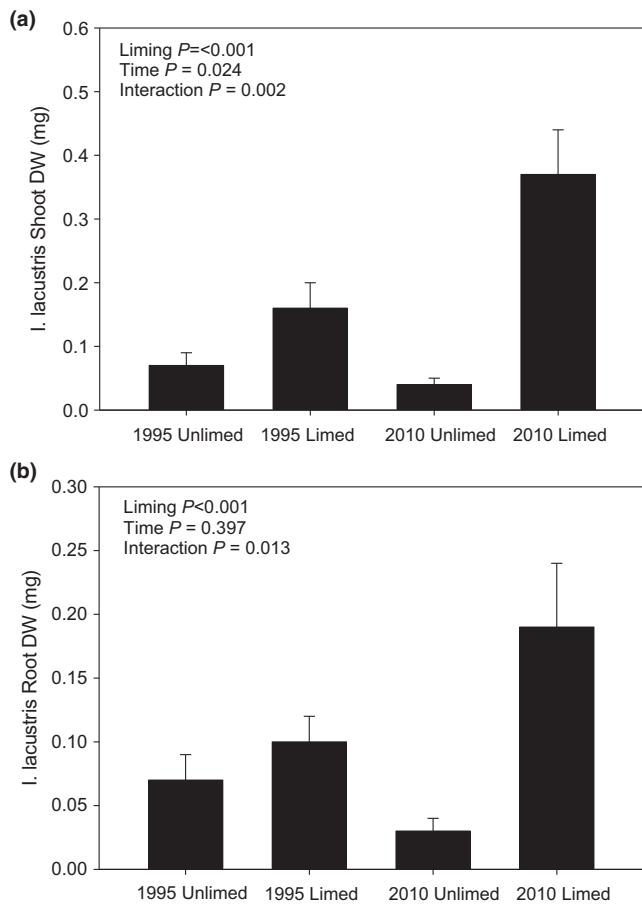 (a)
0.6
0.5
0.4
0.3
0.2
0.1
0.0
I. lacustris Shoot DW (mg)
Liming P=<0.001
Time P = 0.024
Interaction P = 0.002
1995 Unlimed 1995 Limed 2010 Unlimed 2010 Limed
(b)
0.30
0.25
0.20
0.15
0.10
0.05
0.00
I. lacustris Root DW (mg)
Liming P<0.001
Time P = 0.397
Interaction P = 0.013
1995 Unlimed 1995 Limed 2010 Unlimed 2010 Limed